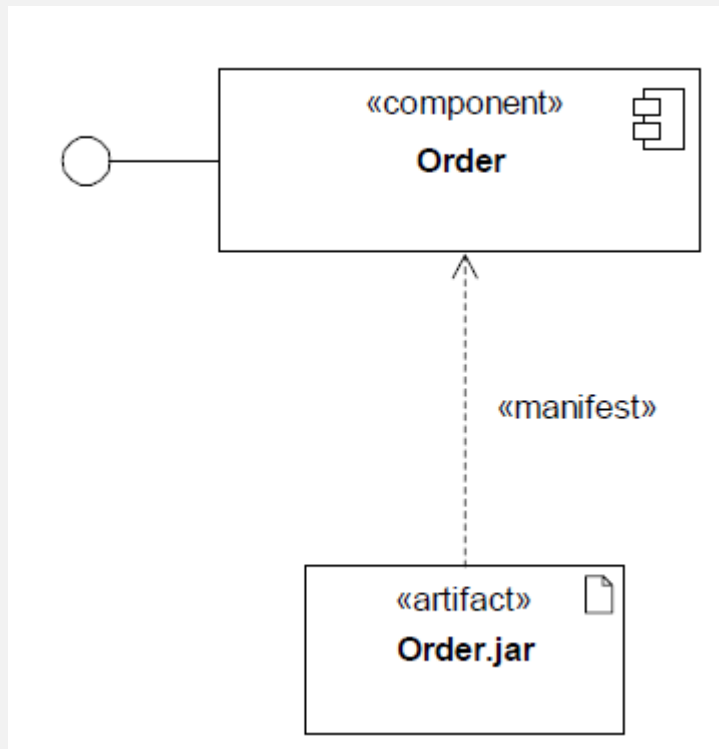 «component»
Order
«manifest»
«artifact»
Order.jar